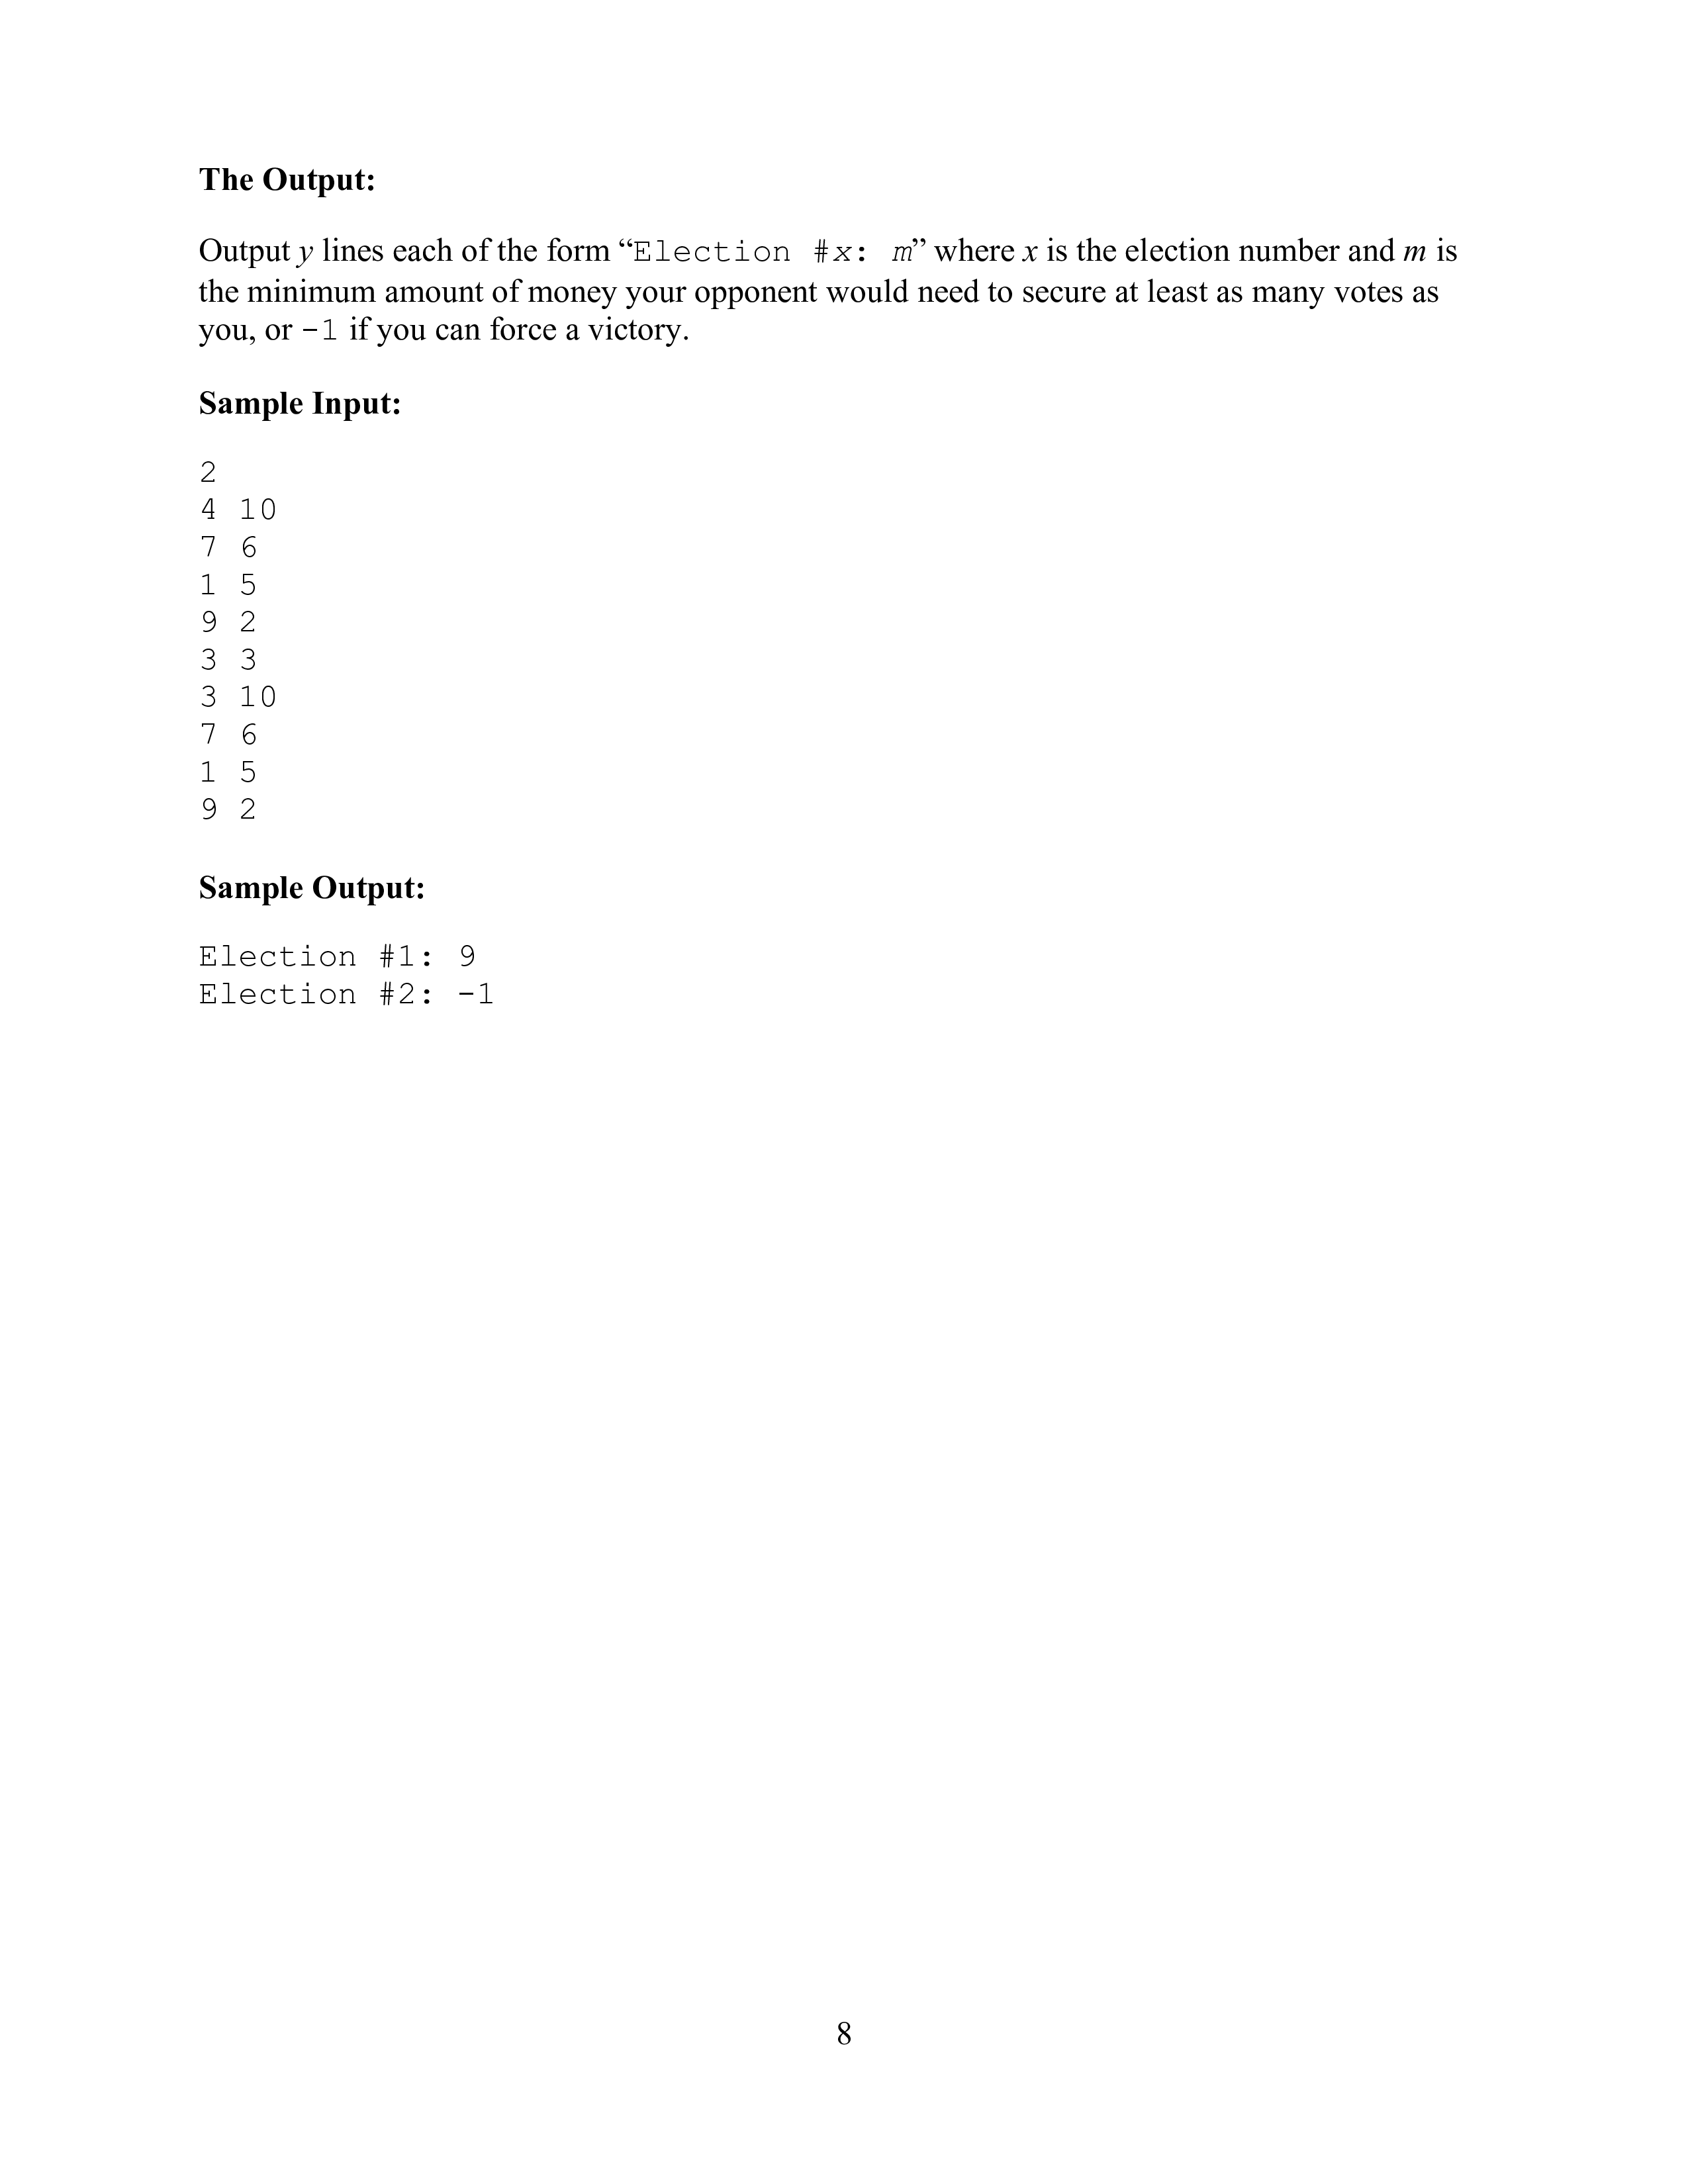 The Output:
Output y lines each of the form “Election #x: m” where x is the election number and m is
the minimum amount of money your opponent would need to secure at least as many votes as
you, or -1 if you can force a victory.
Sample Input:
2
4 10
7 6
1 5
9 2
3 3
3 10
7 6
1 5
9 2
Sample Output:
Election #1: 9
Election #2: -1
8